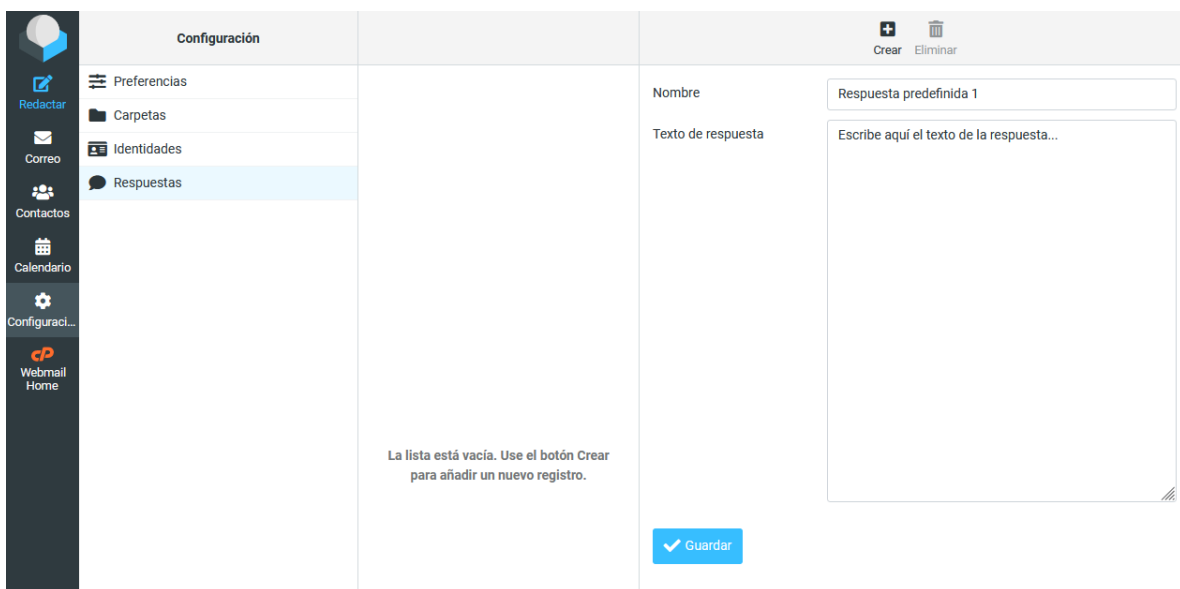 Configuración
Crear
Eliminar
Redactar
Correo
Contactos
Calendario
Configuraci...
cP
Webmail
Home
Preferencias
Carpetas
Identidades
Respuestas
La lista está vacía. Use el botón Crear
para añadir un nuevo registro.
Nombre
Respuesta predefinida 1
Texto de respuesta
Escribe aquí el texto de la respuesta...
Guardar